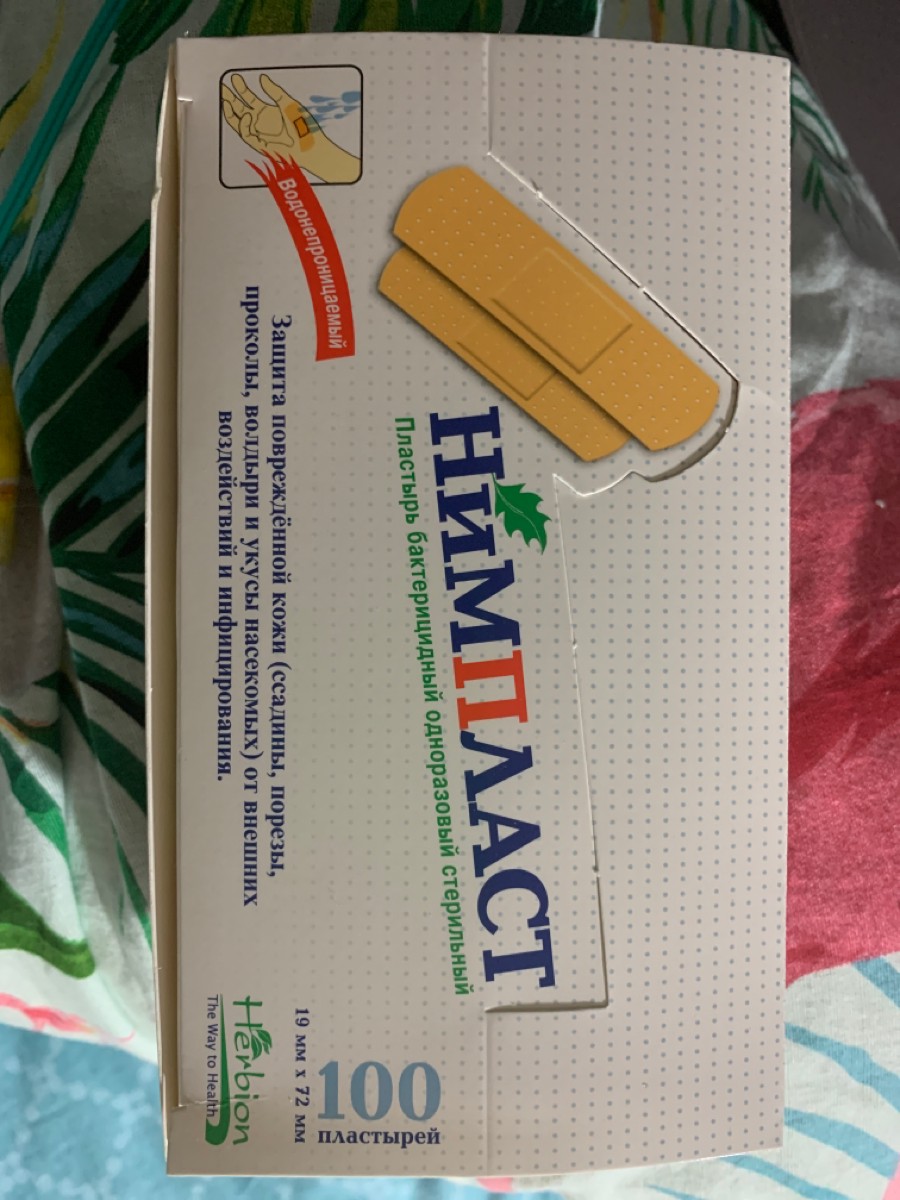 Водонепроницаемый
НИМПЛАСТ
Пластырь бактерицидный одноразовый стерильный
Защита повреждённой кожи (ссадины, порезы,
проколы, волдыри и укусы насекомых) от внешних
воздействий и инфицирования.
100
пластырей
19 мм x 72 мм
Herbion
The Way to Health